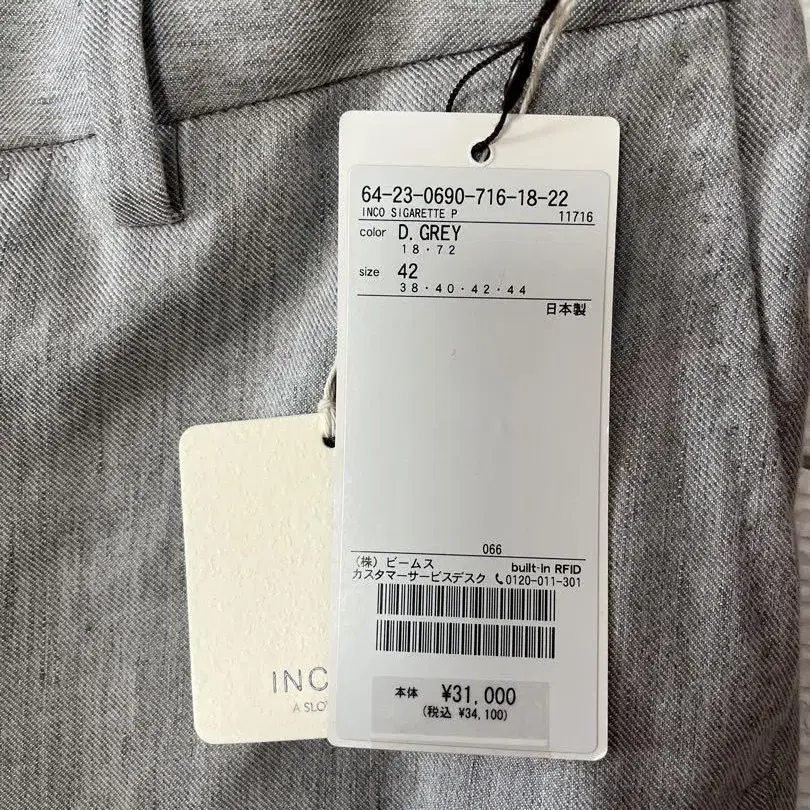 64-23-0690-716-18-22
INCO SIGARETTE P 11716
color D. GREY
18・72
size 42
38・40・42・44
日本製
066
(株)ビームス built-in RFID
カスタマーサービスデスク 0120-011-301
本体 ¥31,000
(税込 ¥34,100)
INC
A SLO